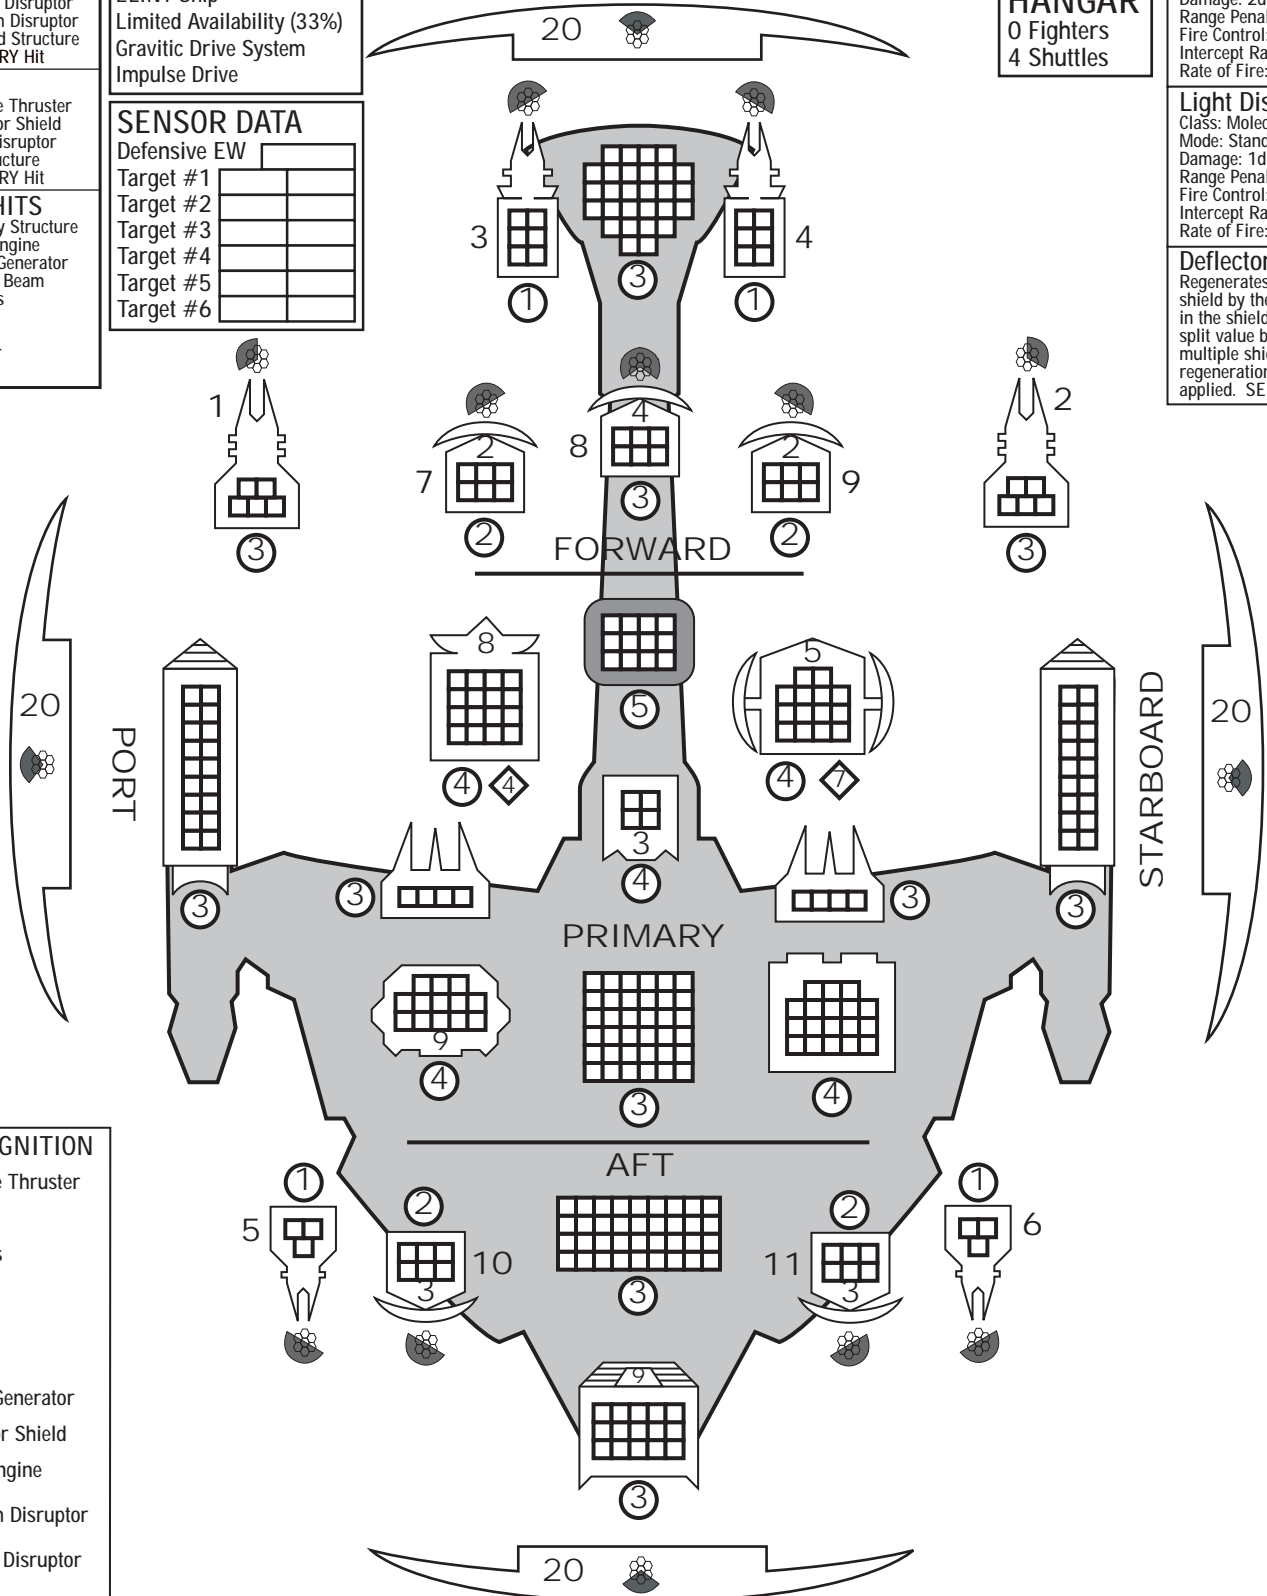 Disruptor
Disruptor
Structure
RY Hit
Thruster
or Shield
isruptor
ucture
RY Hit
HITS
y Structure
ngine
Generator
Beam
s
Limited Availability (33%)
Gravitic Drive System
Impulse Drive
SENSOR DATA
Defensive EW
Target #1
Target #2
Target #3
Target #4
Target #5
Target #6
HANGAR
0 Fighters
4 Shuttles
Range Penal
Fire Control:
Intercept Ra
Rate of Fire:
Light Dis
Class: Molec
Mode: Stand
Damage: 1d
Range Penal
Fire Control:
Intercept Ra
Rate of Fire:
Deflector
Regenerates
shield by the
in the shield
split value b
multiple shie
regeneration
applied. SE
20
3
4
3
1
1
1
2
4
8
2
2
7
9
3
3
2
2
3
FORWARD
20
PORT
8
5
5
4
4
4
7
STARBOARD
20
3
4
3
3
3
3
PRIMARY
9
4
3
4
AFT
1
1
2
2
5
10
3
11
3
6
3
9
3
20
GNITION
e Thruster
s
Generator
r Shield
ngine
n Disruptor
Disruptor